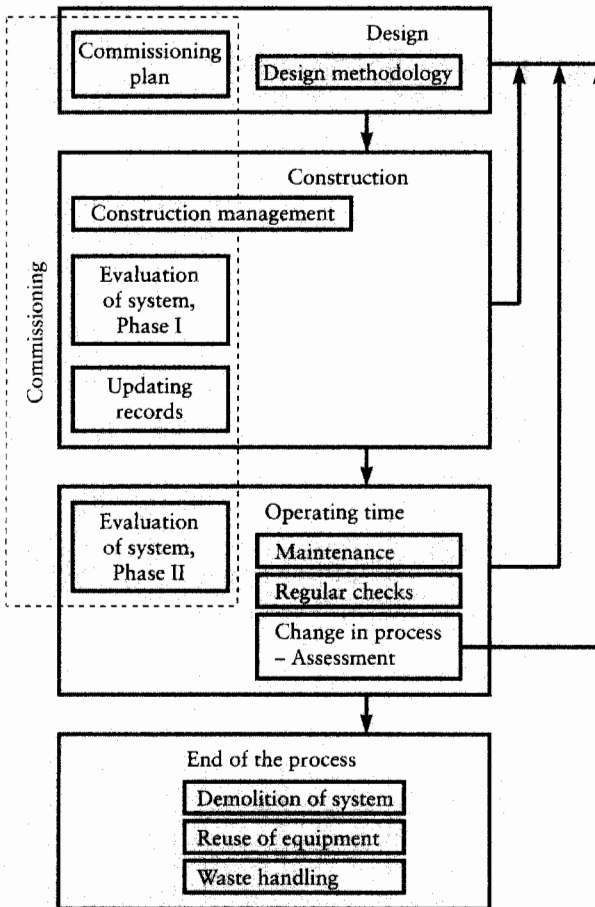 Commissioning
Design
Commissioning
plan
Design methodology
Construction
Construction management
Evaluation
of system,
Phase I
Updating
records
Operating time
Evaluation
of system,
Phase II
Maintenance
Regular checks
Change in process
– Assessment
End of the process
Demolition of system
Reuse of equipment
Waste handling